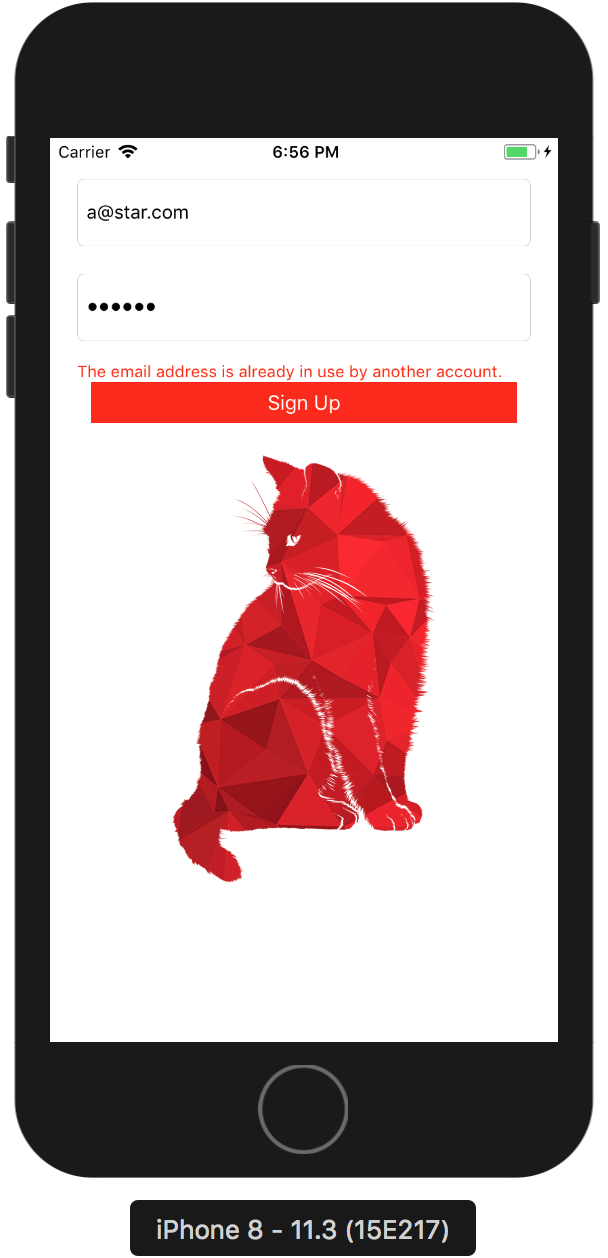 Carrier 6:56 PM
a@star.com
••••••
The email address is already in use by another account.
Sign Up
iPhone 8 - 11.3 (15E217)